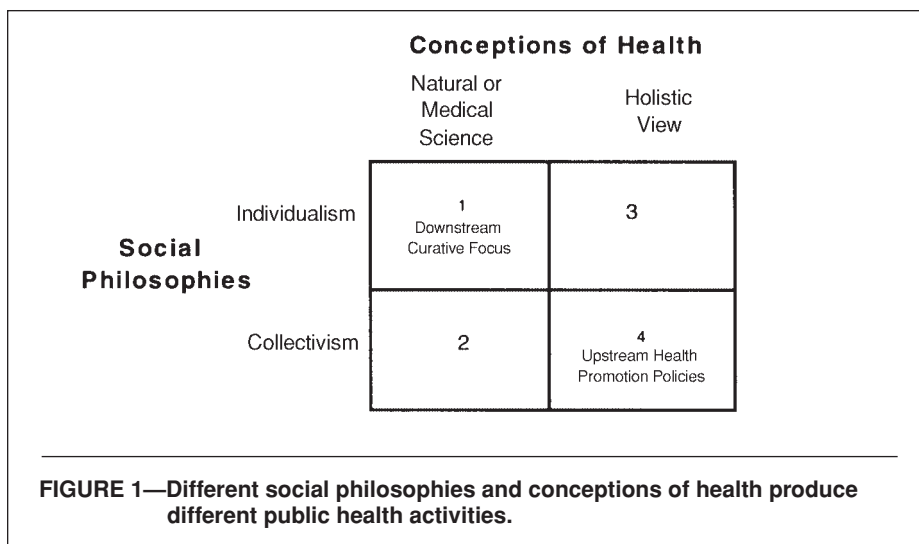 Conceptions of Health
Natural or
Medical
Science
Holistic
View
Individualism
1
Downstream
Curative Focus
3
Social
Philosophies
Collectivism
2
4
Upstream Health
Promotion Policies
FIGURE 1—Different social philosophies and conceptions of health produce
different public health activities.